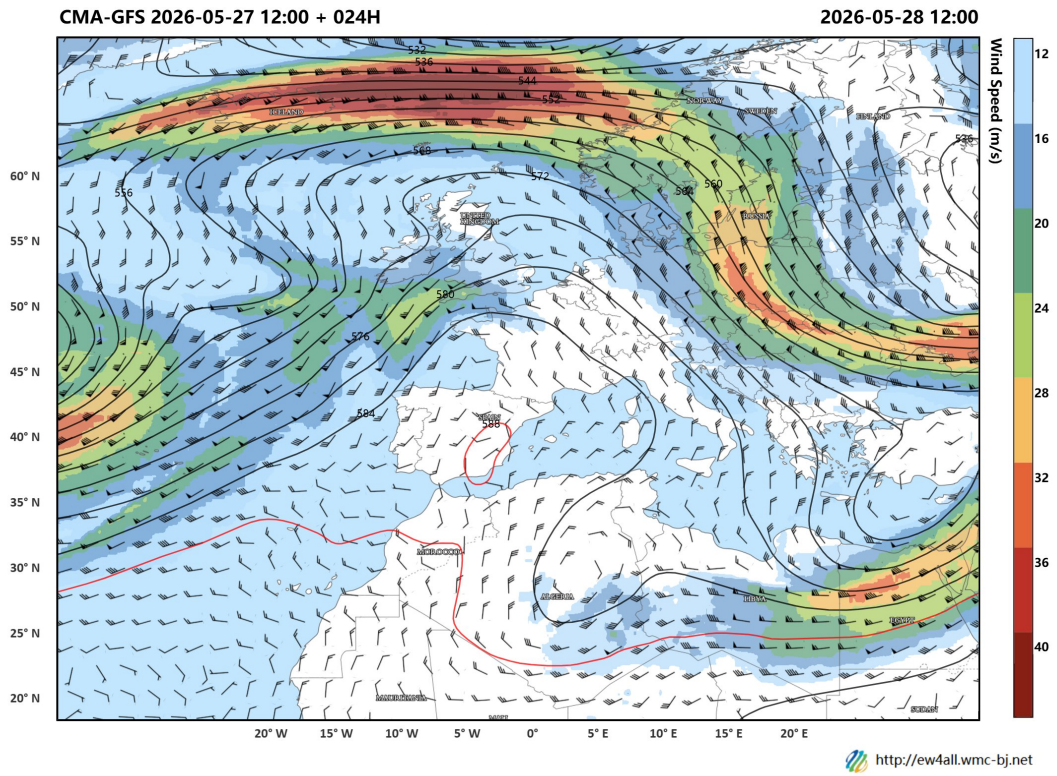 CMA-GFS 2026-05-27 12:00 + 024H
2026-05-28 12:00
Wind Speed (m/s)
12
16
20
24
28
32
36
40
532
536
544
552
ICELAND
NORWAY
SWEDEN
FINLAND
536
568
572
556
564
560
UNITED
KINGDOM
RUSSIA
580
576
584
SPAIN
588
MOROCCO
ALGERIA
LIBYA
EGYPT
MAURITANIA
SUDAN
60° N
55° N
50° N
45° N
40° N
35° N
30° N
25° N
20° N
20° W
15° W
10° W
5° W
0°
5° E
10° E
15° E
20° E
http://ew4all.wmc-bj.net